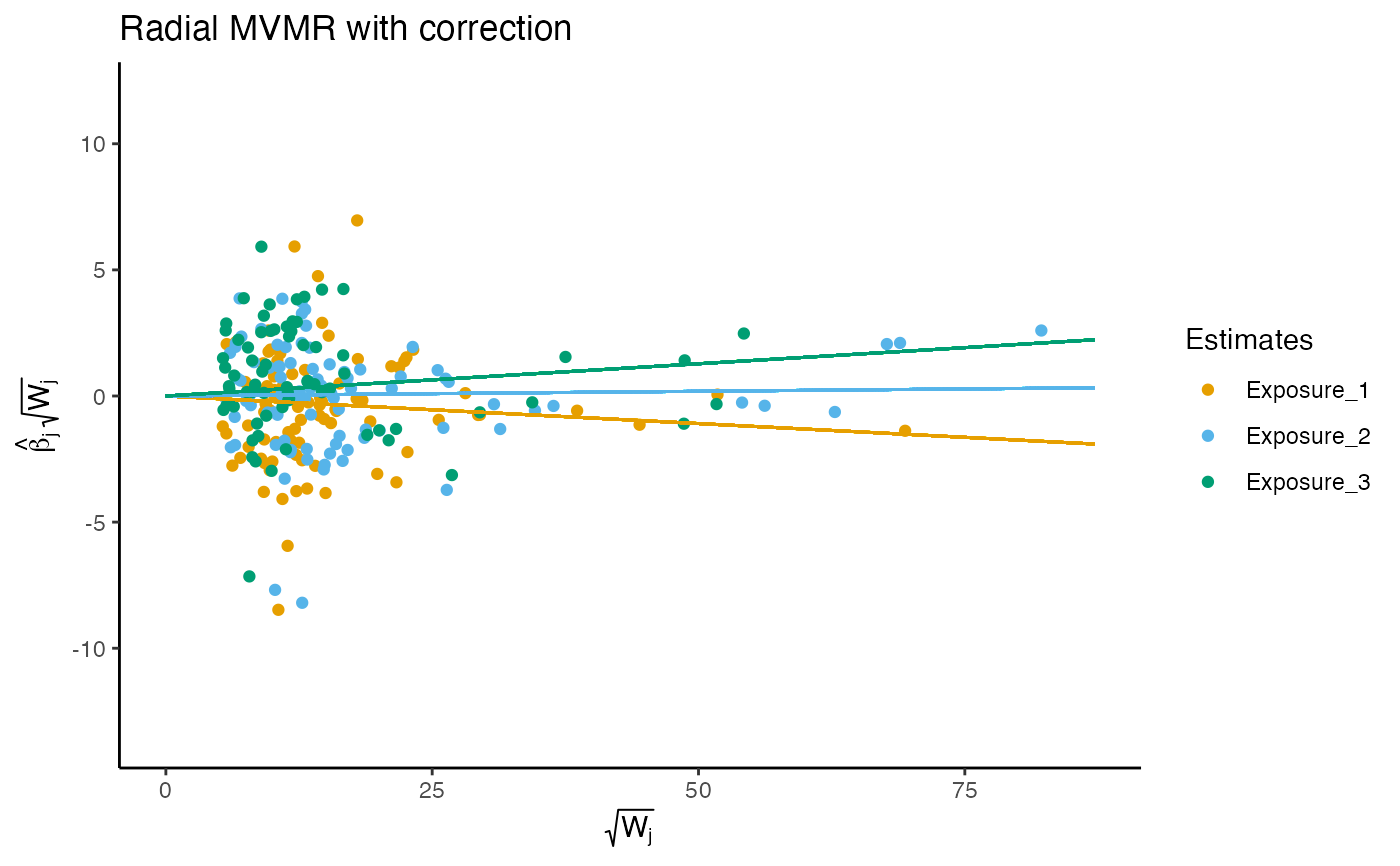 Radial MVMR with correction
10
5
0
-5
-10
β̂ⱼ√Wⱼ
0
25
50
75
√Wⱼ
Estimates
Exposure_1
Exposure_2
Exposure_3